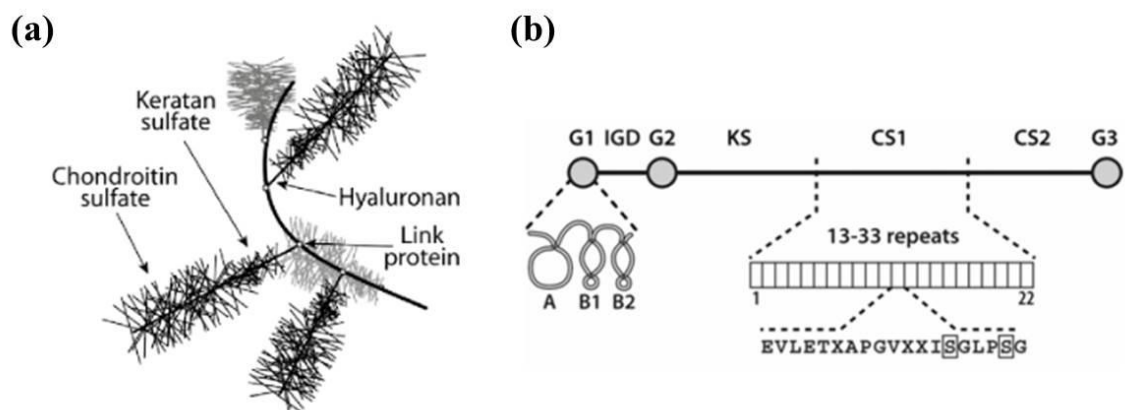 (a)
Keratan
sulfate
Chondroitin
sulfate
Hyaluronan
Link
protein
(b)
G1 IGD G2 KS CS1 CS2 G3
13-33 repeats
A B1 B2
1 22
EVLETXAPGVXXISGLPSG